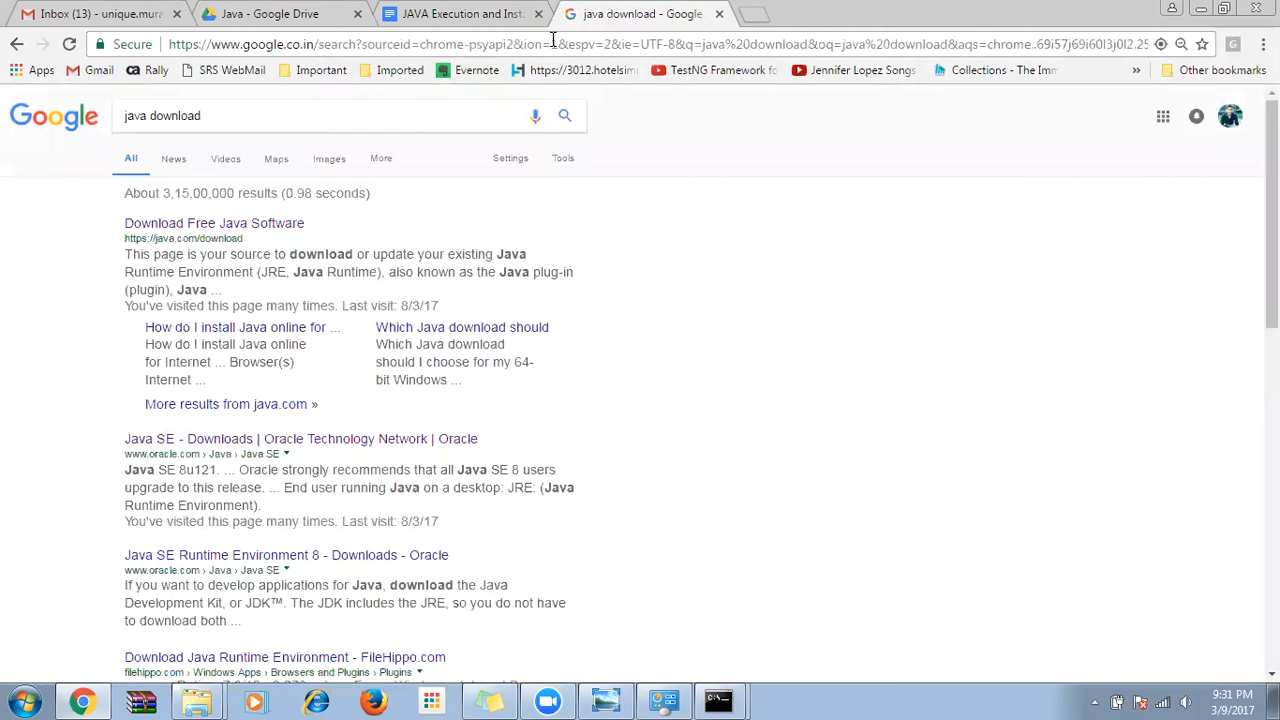 Inbox (13) - unique.mura
Java - Google Drive
JAVA Execution and Inst
java download - Google
Secure
https://www.google.co.in/search?sourceid=chrome-psyapi2&ion=1&espv=2&ie=UTF-8&q=java%20download&oq=java%20download&aqs=chrome..69i57j69i60l3j0l2.25
Apps
Rally
SRS WebMail
Important
Imported
Evernote
https://3012.hotelsim
TestNG Framework fo
Jennifer Lopez Songs
Collections - The Imm
»
Other bookmarks
Google
java download
All
News
Videos
Maps
Images
More
Settings
Tools
About 3,15,00,000 results (0.98 seconds)
Download Free Java Software
https://java.com/download
This page is your source to download or update your existing Java
Runtime Environment (JRE, Java Runtime), also known as the Java plug-in
(plugin), Java ...
You've visited this page many times. Last visit: 8/3/17
How do I install Java online for ...
How do I install Java online
for Internet ... Browser(s)
Internet ...
Which Java download should
Which Java download
should I choose for my 64-
bit Windows ...
More results from java.com »
Java SE - Downloads | Oracle Technology Network | Oracle
www.oracle.com › Java › Java SE
Java SE 8u121. ... Oracle strongly recommends that all Java SE 8 users
upgrade to this release. ... End user running Java on a desktop: JRE: (Java
Runtime Environment).
You've visited this page many times. Last visit: 8/3/17
Java SE Runtime Environment 8 - Downloads - Oracle
www.oracle.com › Java › Java SE
If you want to develop applications for Java, download the Java
Development Kit, or JDK™. The JDK includes the JRE, so you do not have
to download both ...
Download Java Runtime Environment - FileHippo.com
filehippo.com › Windows Apps › Browsers and Plugins › Plugins
9:31 PM
3/9/2017